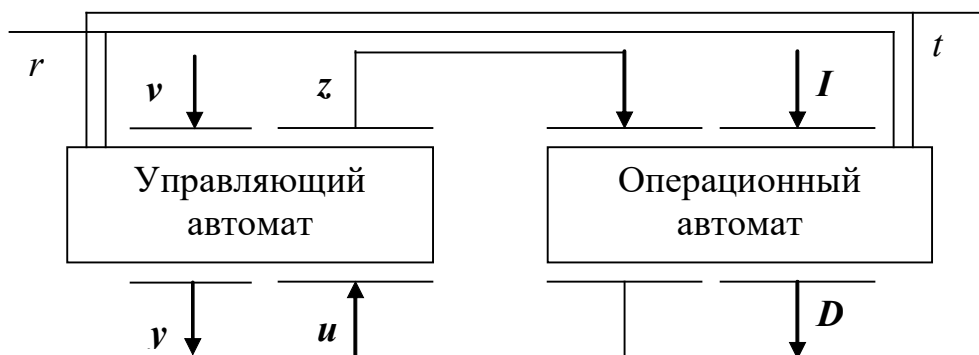 r
t
v
z
I
Управляющий
автомат
Операционный
автомат
y
u
D